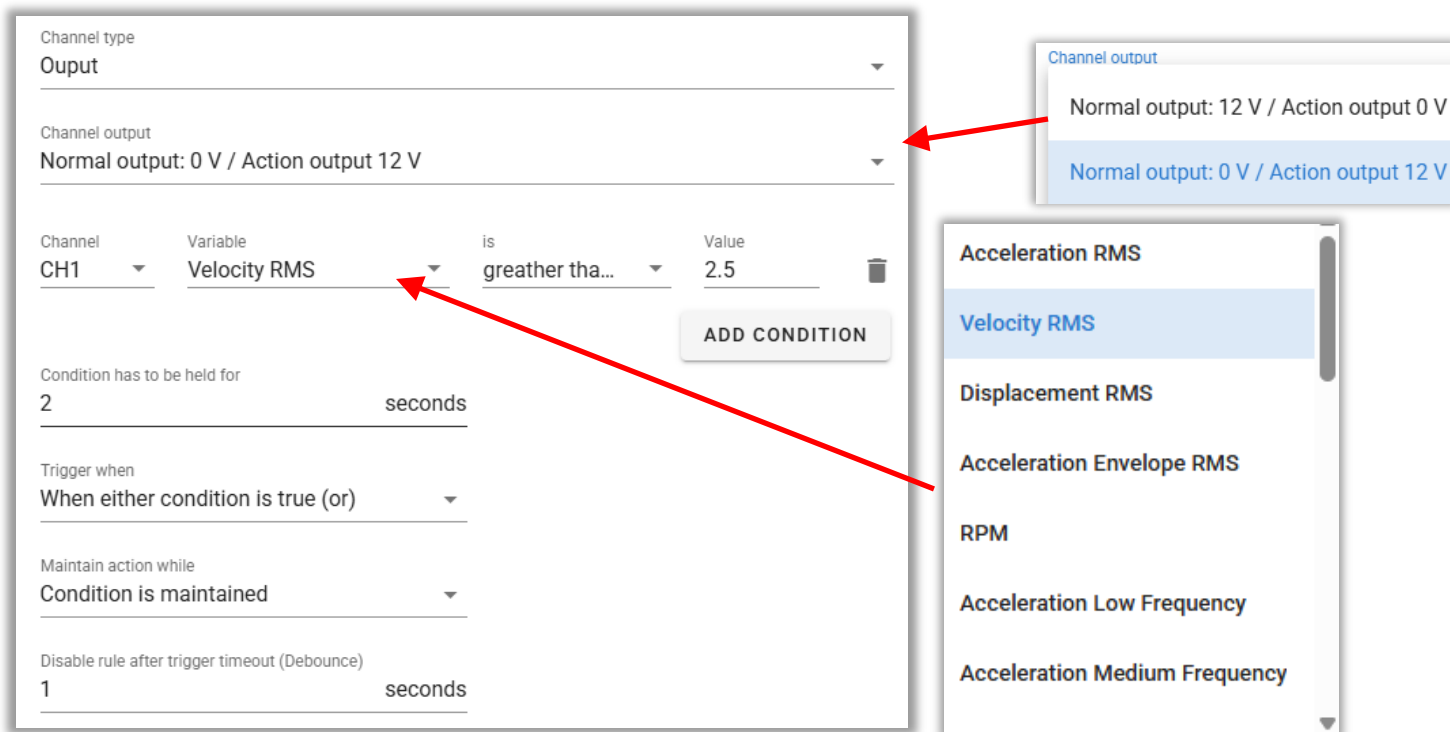 Channel type
Ouput
Channel output
Normal output: 0 V / Action output 12 V
Channel
Variable
is
Value
CH1
Velocity RMS
greather tha...
2.5
ADD CONDITION
Condition has to be held for
2
seconds
Trigger when
When either condition is true (or)
Maintain action while
Condition is maintained
Disable rule after trigger timeout (Debounce)
1
seconds
Channel output
Normal output: 12 V / Action output 0 V
Normal output: 0 V / Action output 12 V
Acceleration RMS
Velocity RMS
Displacement RMS
Acceleration Envelope RMS
RPM
Acceleration Low Frequency
Acceleration Medium Frequency